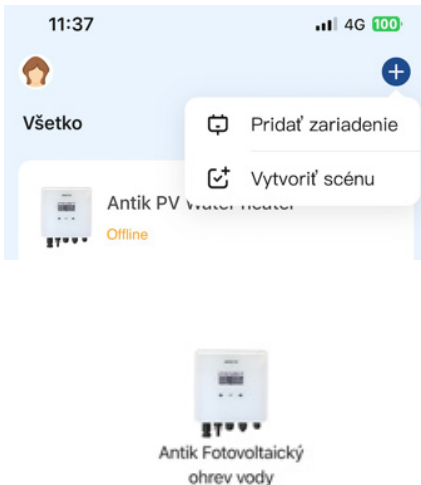 11:37
4G 100
Všetko
Pridať zariadenie
Vytvoriť scénu
Antik PV Water heater
Offline
Antik Fotovoltaický
ohrev vody